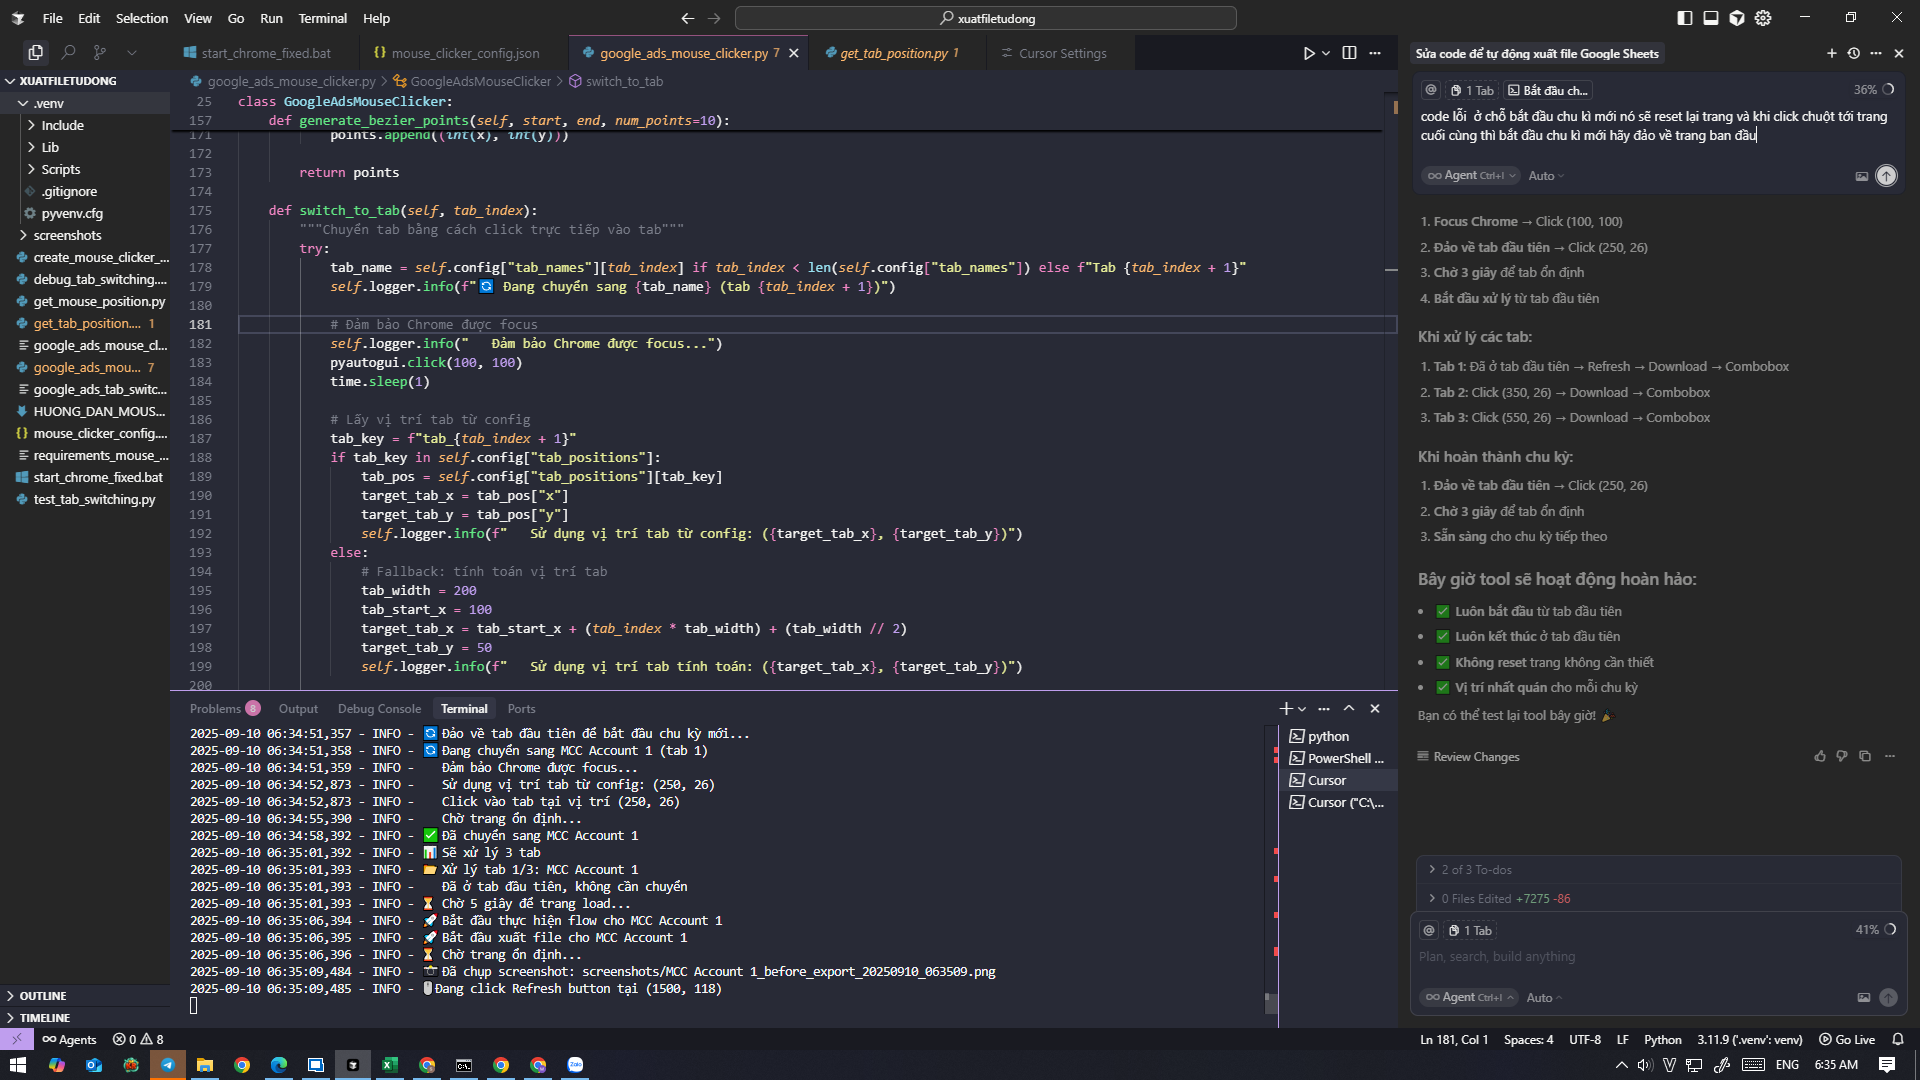 File Edit Selection View Go Run Terminal Help
xuatfiletudong
start_chrome_fixed.bat
mouse_clicker_config.json
google_ads_mouse_clicker.py 7
get_tab_position.py 1
Cursor Settings
XUATFILETUDONG
.venv
Include
Lib
Scripts
.gitignore
pyvenv.cfg
screenshots
create_mouse_clicker_...
debug_tab_switching....
get_mouse_position.py
get_tab_position.... 1
google_ads_mouse_cl...
google_ads_mou... 7
google_ads_tab_switc...
HUONG_DAN_MOUS...
mouse_clicker_config....
requirements_mouse_...
start_chrome_fixed.bat
test_tab_switching.py
OUTLINE
TIMELINE
google_ads_mouse_clicker.py > GoogleAdsMouseClicker > switch_to_tab
25 class GoogleAdsMouseClicker:
157 def generate_bezier_points(self, start, end, num_points=10):
171 points.append((int(x), int(y)))
172
173 return points
174
175 def switch_to_tab(self, tab_index):
176 """Chuyển tab bằng cách click trực tiếp vào tab"""
177 try:
178 tab_name = self.config["tab_names"][tab_index] if tab_index < len(self.config["tab_names"]) else f"Tab {tab_index + 1}"
179 self.logger.info(f"🔄 Đang chuyển sang {tab_name} (tab {tab_index + 1})")
180
181 # Đảm bảo Chrome được focus
182 self.logger.info("   Đảm bảo Chrome được focus...")
183 pyautogui.click(100, 100)
184 time.sleep(1)
185
186 # Lấy vị trí tab từ config
187 tab_key = f"tab_{tab_index + 1}"
188 if tab_key in self.config["tab_positions"]:
189 tab_pos = self.config["tab_positions"][tab_key]
190 target_tab_x = tab_pos["x"]
191 target_tab_y = tab_pos["y"]
192 self.logger.info(f"   Sử dụng vị trí tab từ config: ({target_tab_x}, {target_tab_y})")
193 else:
194 # Fallback: tính toán vị trí tab
195 tab_width = 200
196 tab_start_x = 100
197 target_tab_x = tab_start_x + (tab_index * tab_width) + (tab_width // 2)
198 target_tab_y = 50
199 self.logger.info(f"   Sử dụng vị trí tab tính toán: ({target_tab_x}, {target_tab_y})")
200
Problems 8 Output Debug Console Terminal Ports
2025-09-10 06:34:51,357 - INFO - 🔄 Đảo về tab đầu tiên để bắt đầu chu kỳ mới...
2025-09-10 06:34:51,358 - INFO - 🔄 Đang chuyển sang MCC Account 1 (tab 1)
2025-09-10 06:34:51,359 - INFO -    Đảm bảo Chrome được focus...
2025-09-10 06:34:52,873 - INFO -    Sử dụng vị trí tab từ config: (250, 26)
2025-09-10 06:34:52,873 - INFO -    Click vào tab tại vị trí (250, 26)
2025-09-10 06:34:55,390 - INFO -    Chờ trang ổn định...
2025-09-10 06:34:58,392 - INFO - ✅ Đã chuyển sang MCC Account 1
2025-09-10 06:35:01,392 - INFO - 📊 Sẽ xử lý 3 tab
2025-09-10 06:35:01,393 - INFO - 📂 Xử lý tab 1/3: MCC Account 1
2025-09-10 06:35:01,393 - INFO -    Đã ở tab đầu tiên, không cần chuyển
2025-09-10 06:35:01,393 - INFO - ⏳ Chờ 5 giây để trang load...
2025-09-10 06:35:06,394 - INFO - 🚀 Bắt đầu thực hiện flow cho MCC Account 1
2025-09-10 06:35:06,395 - INFO - 🚀 Bắt đầu xuất file cho MCC Account 1
2025-09-10 06:35:06,396 - INFO - ⏳ Chờ trang ổn định...
2025-09-10 06:35:09,484 - INFO - 📸 Đã chụp screenshot: screenshots/MCC Account 1_before_export_20250910_063509.png
2025-09-10 06:35:09,485 - INFO - 🖱️ Đang click Refresh button tại (1500, 118)
python
PowerShell ...
Cursor
Cursor ("C:\...
Sửa code để tự động xuất file Google Sheets
@ 1 Tab Bắt đầu ch... 36%
code lỗi ở chỗ bắt đầu chu kì mới nó sẽ reset lại trang và khi click chuột tới trang
cuối cùng thì bắt đầu chu kì mới hãy đảo về trang ban đầu
Agent Ctrl+I Auto
1. Focus Chrome → Click (100, 100)
2. Đảo về tab đầu tiên → Click (250, 26)
3. Chờ 3 giây để tab ổn định
4. Bắt đầu xử lý từ tab đầu tiên
Khi xử lý các tab:
1. Tab 1: Đã ở tab đầu tiên → Refresh → Download → Combobox
2. Tab 2: Click (350, 26) → Download → Combobox
3. Tab 3: Click (550, 26) → Download → Combobox
Khi hoàn thành chu kỳ:
1. Đảo về tab đầu tiên → Click (250, 26)
2. Chờ 3 giây để tab ổn định
3. Sẵn sàng cho chu kỳ tiếp theo
Bây giờ tool sẽ hoạt động hoàn hảo:
• ✅ Luôn bắt đầu từ tab đầu tiên
• ✅ Luôn kết thúc ở tab đầu tiên
• ✅ Không reset trang không cần thiết
• ✅ Vị trí nhất quán cho mỗi chu kỳ
Bạn có thể test lại tool bây giờ! 🎉
Review Changes
2 of 3 To-dos
0 Files Edited +7275 -86
@ 1 Tab 41%
Plan, search, build anything
Agent Ctrl+I Auto
Agents 0 8
Ln 181, Col 1 Spaces: 4 UTF-8 LF Python 3.11.9 ('.venv': venv) Go Live
Zalo
ENG 6:35 AM